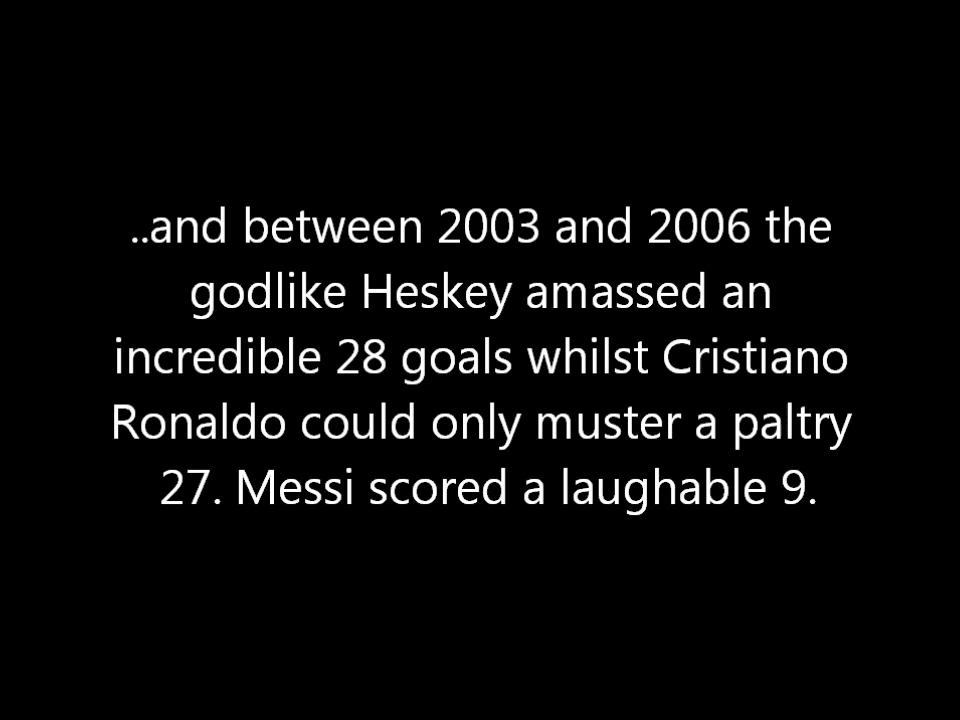 ..and between 2003 and 2006 the
godlike Heskey amassed an
incredible 28 goals whilst Cristiano
Ronaldo could only muster a paltry
27. Messi scored a laughable 9.